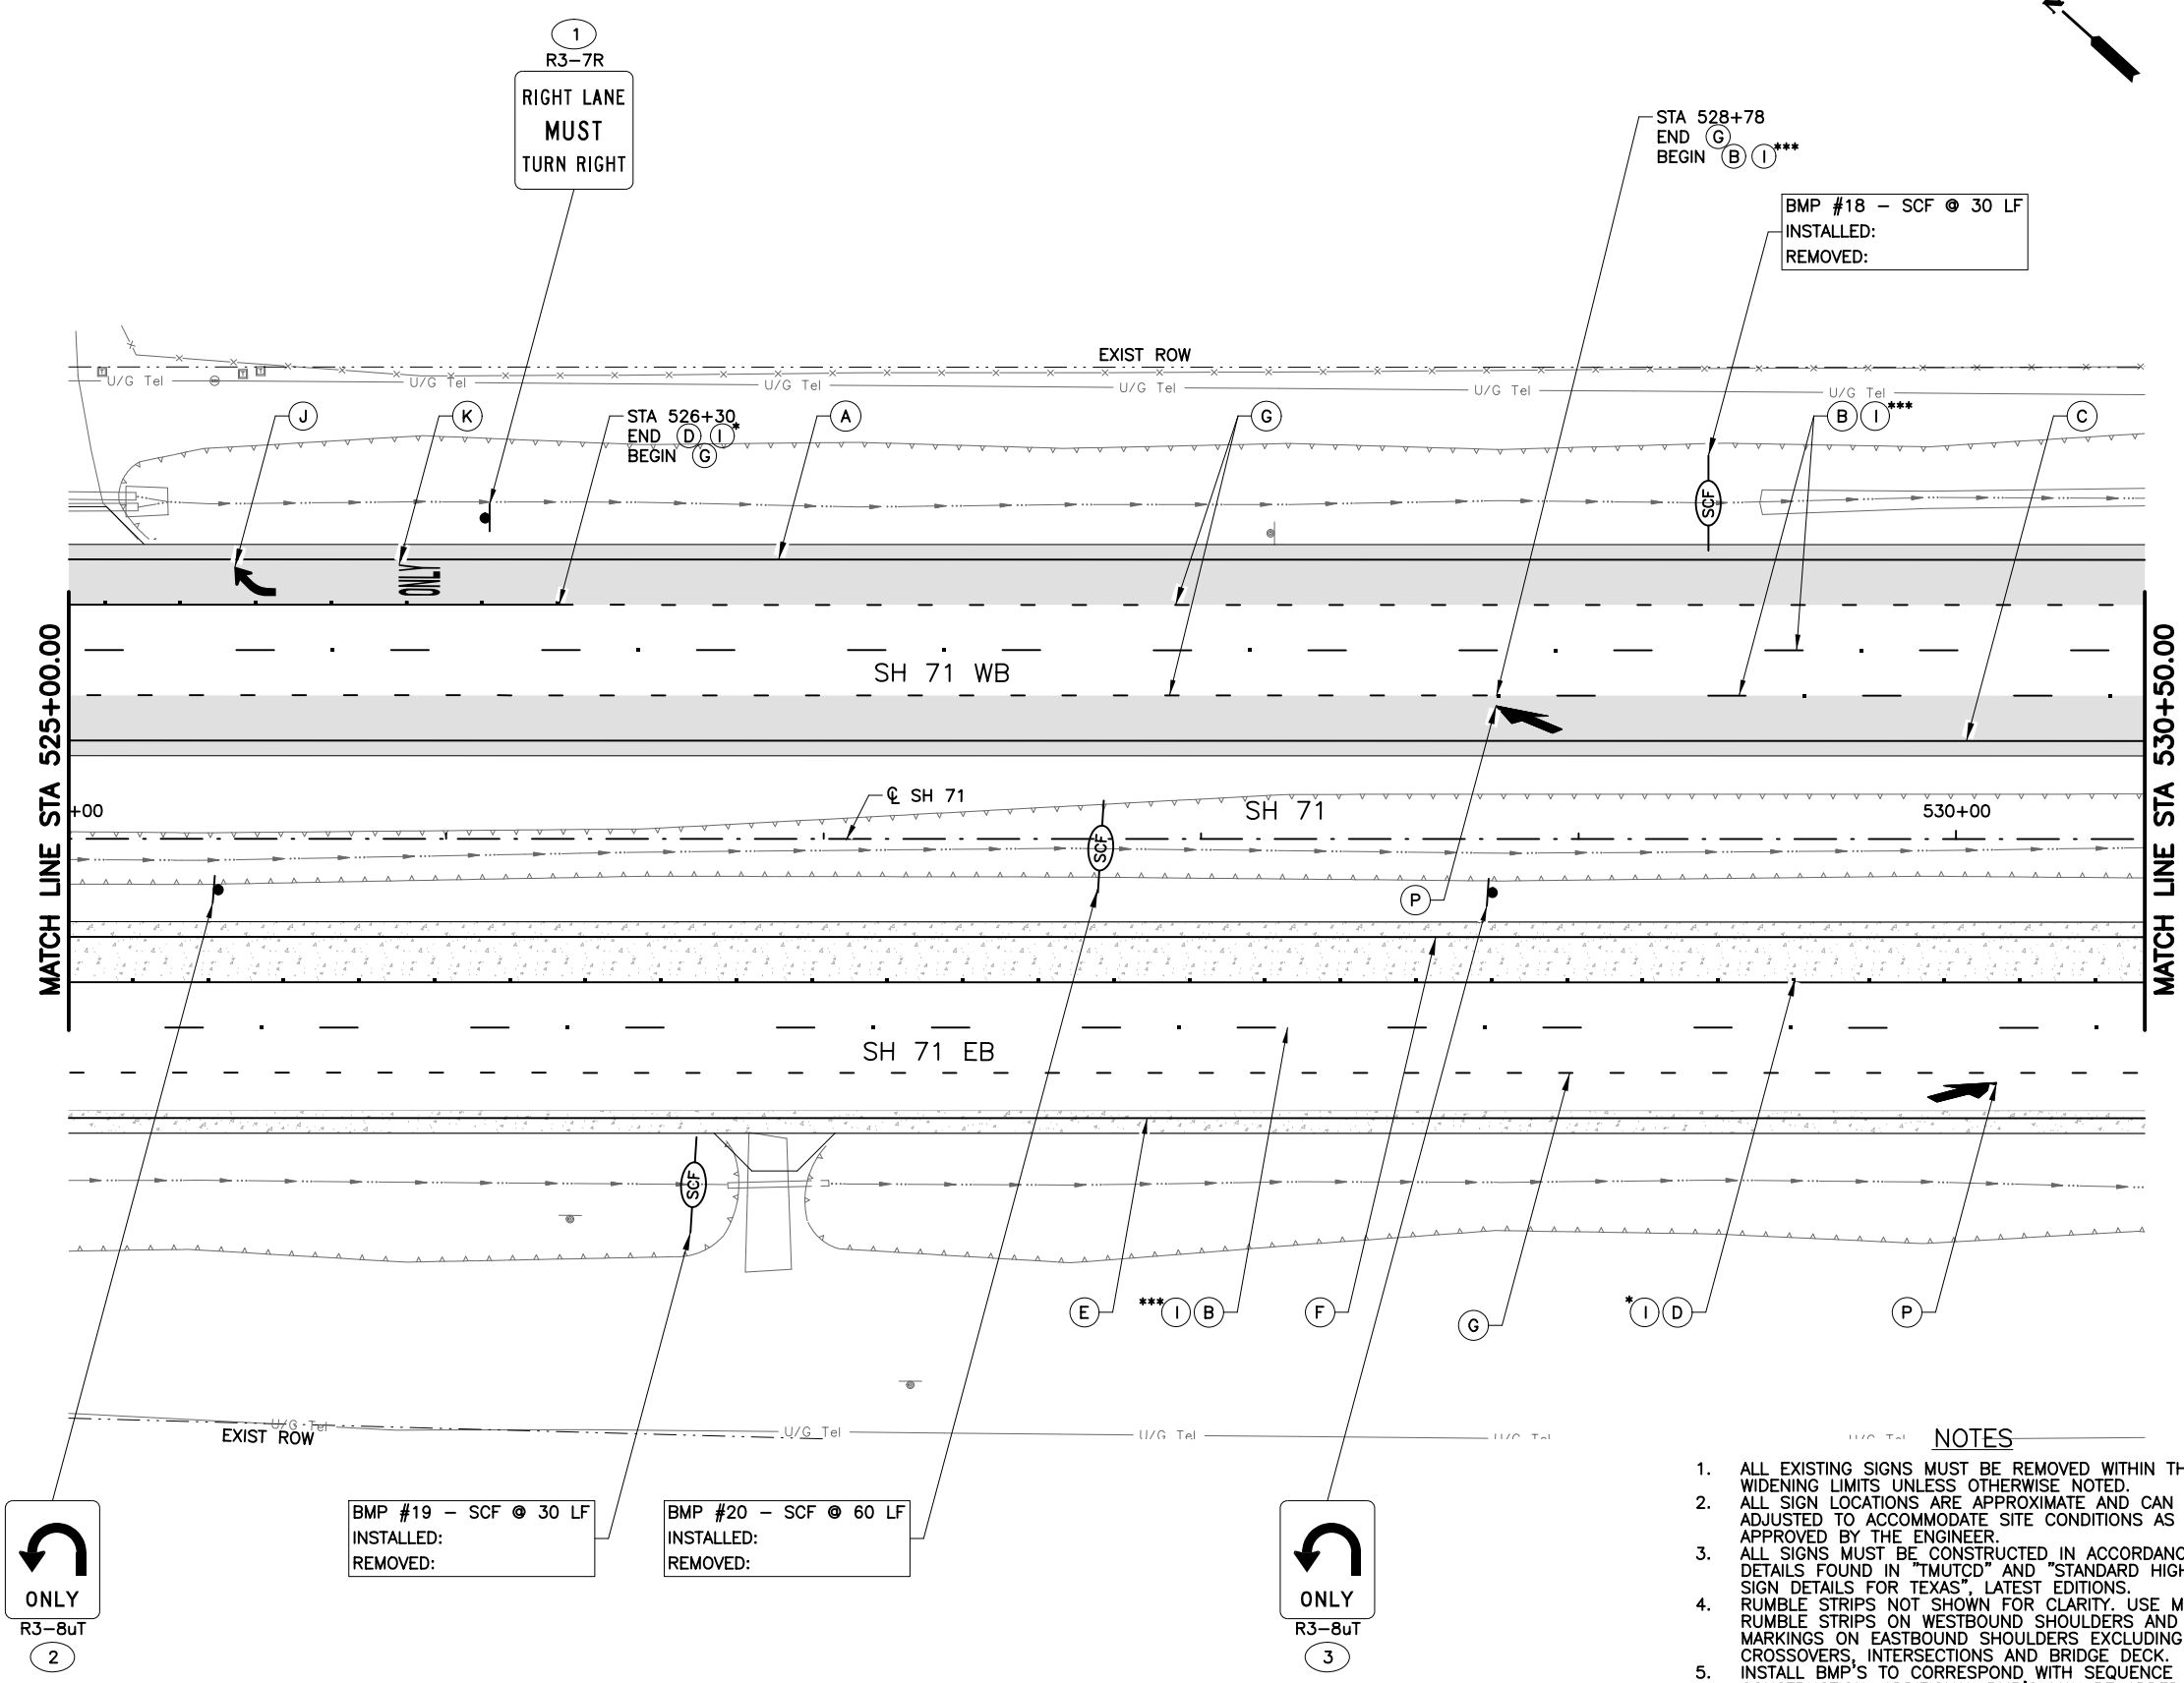 1
R3-7R
RIGHT LANE
MUST
TURN RIGHT
STA 528+78
END G
BEGIN B I***
BMP #18 - SCF @ 30 LF
INSTALLED:
REMOVED:
EXIST ROW
U/G Tel
U/G Tel
U/G Tel
U/G Tel
U/G Tel
U/G Tel
J
K
STA 526+30
END D I*
BEGIN G
A
G
B I***
C
SCF
ONLY
SH 71 WB
MATCH LINE STA 525+00.00
MATCH LINE STA 530+50.00
+00
℄ SH 71
SH 71
530+00
SCF
P
SH 71 EB
SCF
E
***I B
F
G
*I D
P
U/G Tel
EXIST ROW
U/G Tel
U/G Tel
U/G Tel
U/G Tel
ONLY
R3-8uT
2
BMP #19 - SCF @ 30 LF
INSTALLED:
REMOVED:
BMP #20 - SCF @ 60 LF
INSTALLED:
REMOVED:
ONLY
R3-8uT
3
NOTES
1. ALL EXISTING SIGNS MUST BE REMOVED WITHIN
WIDENING LIMITS UNLESS OTHERWISE NOTED.
2. ALL SIGN LOCATIONS ARE APPROXIMATE AND CAN
ADJUSTED TO ACCOMMODATE SITE CONDITIONS AS
APPROVED BY THE ENGINEER.
3. ALL SIGNS MUST BE CONSTRUCTED IN
DETAILS FOUND IN "TMUTCD" AND "STANDARD
SIGN DETAILS FOR TEXAS", LATEST EDITIONS.
4. RUMBLE STRIPS NOT SHOWN FOR CLARITY. USE
RUMBLE STRIPS ON WESTBOUND SHOULDERS AND
MARKINGS ON EASTBOUND SHOULDERS EXCLUDING
CROSSOVERS, INTERSECTIONS AND BRIDGE DECK.
5. INSTALL BMP'S TO CORRESPOND WITH SEQUENCE